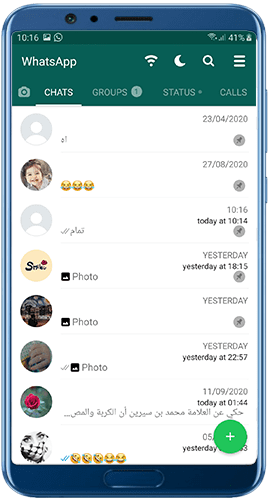 10:16 41%
WhatsApp
CHATS GROUPS 1 STATUS CALLS
23/04/2020
اه
27/08/2020
😂😂😂
10:16
today at 10:14
تمام
YESTERDAY
yesterday at 18:15
Photo
YESTERDAY
Photo
YESTERDAY
yesterday at 22:57
Photo
11/09/2020
today at 01:44
حكي عن العلامة محمد بن سيرين أن الكربة والمص...
05/
🤣🤣🤣😂😂